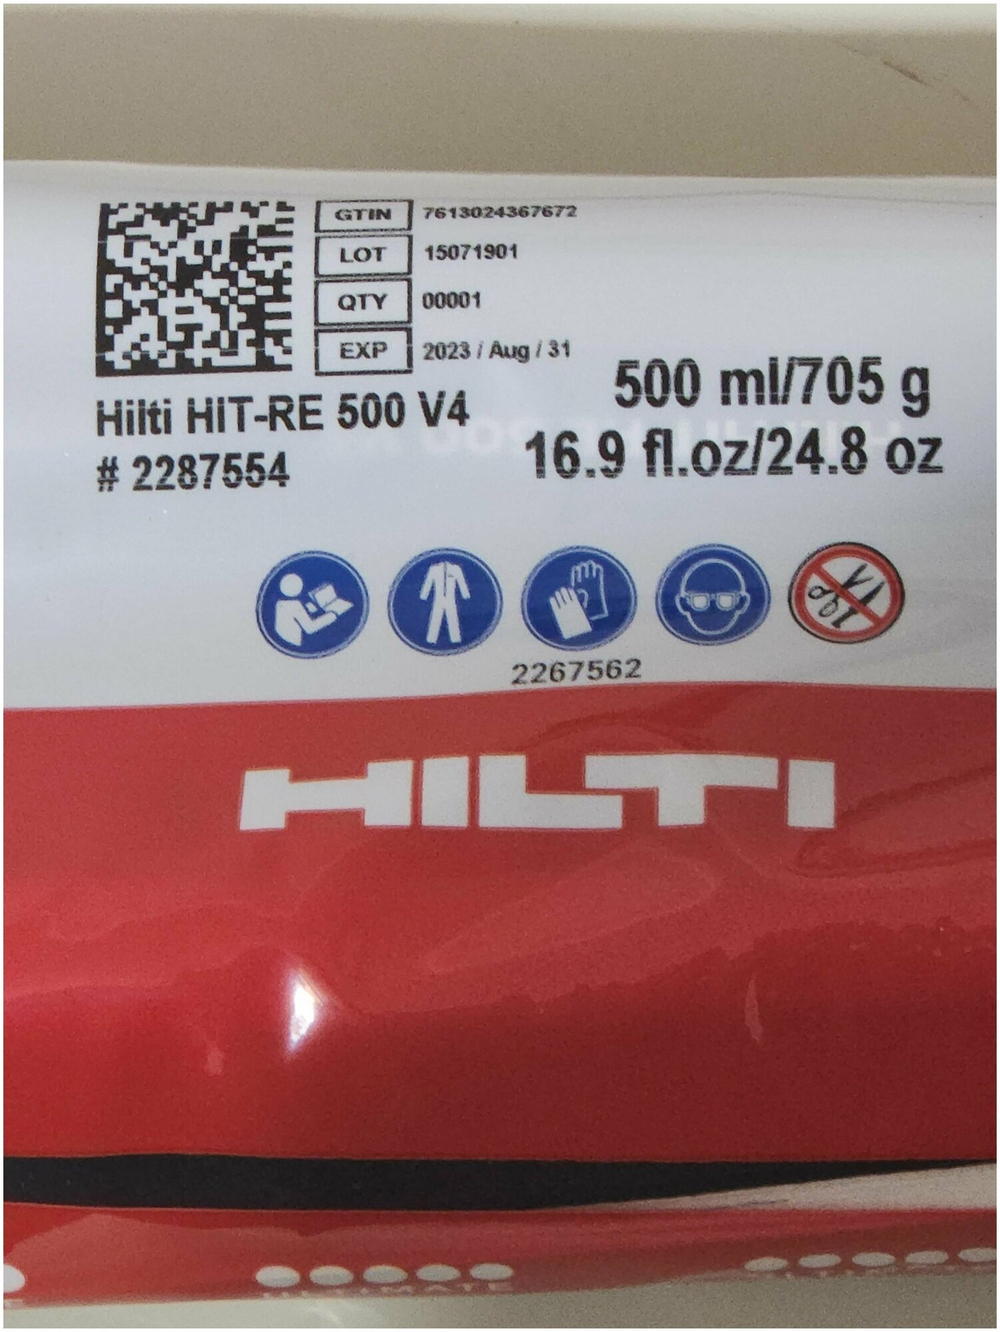 GTIN 7613024367672
LOT 15071901
QTY 00001
EXP 2023 / Aug / 31
500 ml/705 g
Hilti HIT-RE 500 V4
16.9 fl.oz/24.8 oz
# 2287554
2267562
HILTI
ULTIMATE